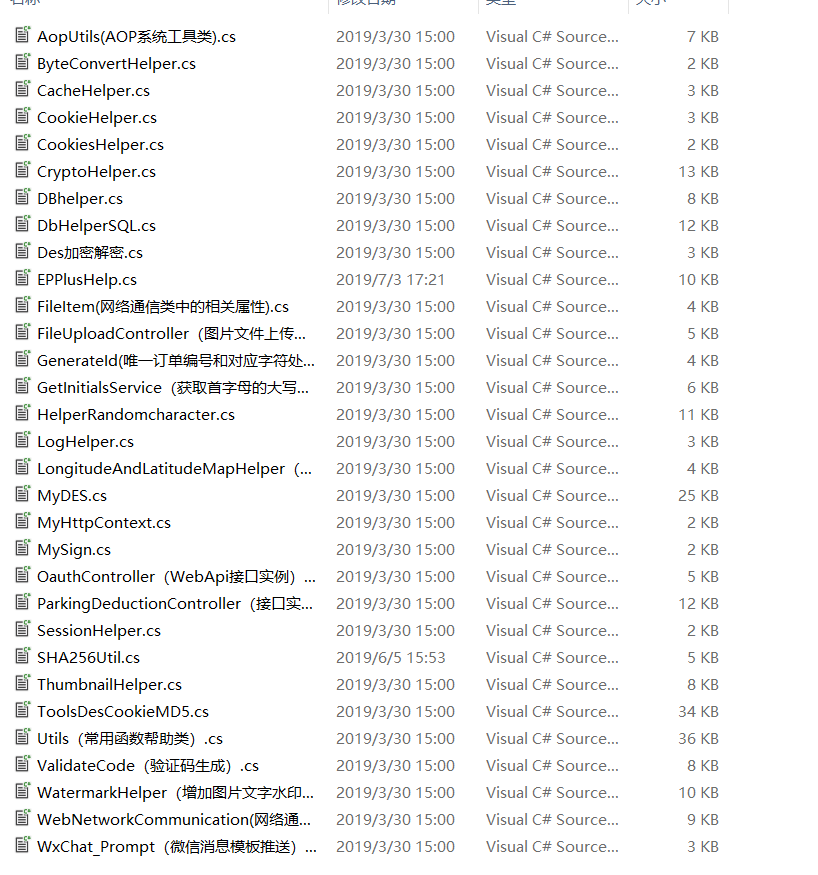 名称 修改日期 类型 大小
AopUtils(AOP系统工具类).cs 2019/3/30 15:00 Visual C# Source... 7 KB
ByteConvertHelper.cs 2019/3/30 15:00 Visual C# Source... 2 KB
CacheHelper.cs 2019/3/30 15:00 Visual C# Source... 3 KB
CookieHelper.cs 2019/3/30 15:00 Visual C# Source... 3 KB
CookiesHelper.cs 2019/3/30 15:00 Visual C# Source... 2 KB
CryptoHelper.cs 2019/3/30 15:00 Visual C# Source... 13 KB
DBhelper.cs 2019/3/30 15:00 Visual C# Source... 8 KB
DbHelperSQL.cs 2019/3/30 15:00 Visual C# Source... 12 KB
Des加密解密.cs 2019/3/30 15:00 Visual C# Source... 3 KB
EPPlusHelp.cs 2019/7/3 17:21 Visual C# Source... 10 KB
FileItem(网络通信类中的相关属性).cs 2019/3/30 15:00 Visual C# Source... 4 KB
FileUploadController（图片文件上传... 2019/3/30 15:00 Visual C# Source... 5 KB
GenerateId(唯一订单编号和对应字符处... 2019/3/30 15:00 Visual C# Source... 4 KB
GetInitialsService（获取首字母的大写... 2019/3/30 15:00 Visual C# Source... 6 KB
HelperRandomcharacter.cs 2019/3/30 15:00 Visual C# Source... 11 KB
LogHelper.cs 2019/3/30 15:00 Visual C# Source... 3 KB
LongitudeAndLatitudeMapHelper（... 2019/3/30 15:00 Visual C# Source... 4 KB
MyDES.cs 2019/3/30 15:00 Visual C# Source... 25 KB
MyHttpContext.cs 2019/3/30 15:00 Visual C# Source... 2 KB
MySign.cs 2019/3/30 15:00 Visual C# Source... 2 KB
OauthController（WebApi接口实例）... 2019/3/30 15:00 Visual C# Source... 5 KB
ParkingDeductionController（接口实... 2019/3/30 15:00 Visual C# Source... 12 KB
SessionHelper.cs 2019/3/30 15:00 Visual C# Source... 2 KB
SHA256Util.cs 2019/6/5 15:53 Visual C# Source... 5 KB
ThumbnailHelper.cs 2019/3/30 15:00 Visual C# Source... 8 KB
ToolsDesCookieMD5.cs 2019/3/30 15:00 Visual C# Source... 34 KB
Utils（常用函数帮助类）.cs 2019/3/30 15:00 Visual C# Source... 36 KB
ValidateCode（验证码生成）.cs 2019/3/30 15:00 Visual C# Source... 8 KB
WatermarkHelper（增加图片文字水印... 2019/3/30 15:00 Visual C# Source... 10 KB
WebNetworkCommunication(网络通... 2019/3/30 15:00 Visual C# Source... 9 KB
WxChat_Prompt（微信消息模板推送）... 2019/3/30 15:00 Visual C# Source... 3 KB